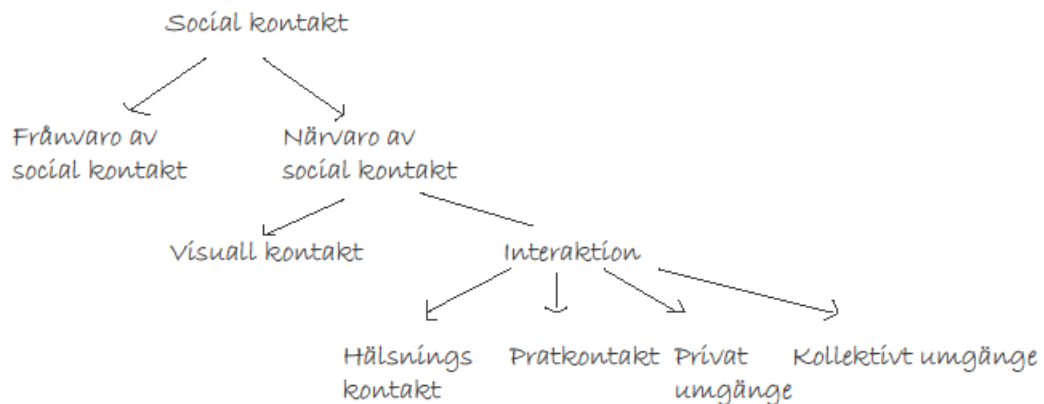 Social kontakt
Frånvaro av
social kontakt
Närvaro av
social kontakt
Visuall kontakt
Interaktion
Hälsnings
kontakt
Pratkontakt
Privat
umgänge
Kollektivt umgänge